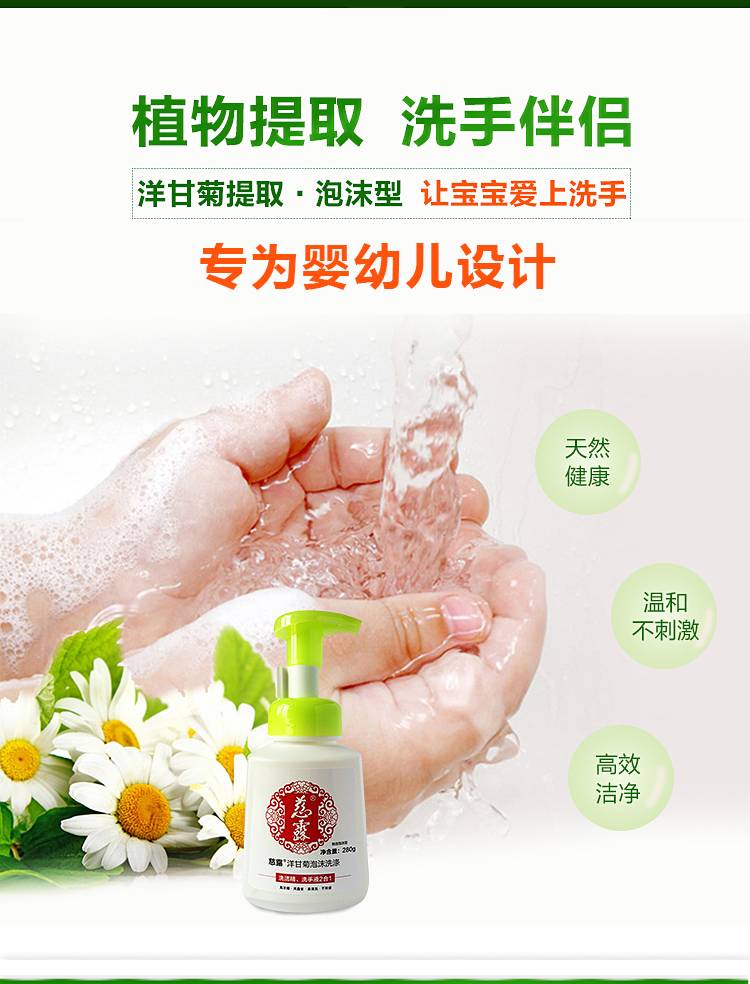 植物提取 洗手伴侣
洋甘菊提取·泡沫型 让宝宝爱上洗手
专为婴幼儿设计
天然
健康
温和
不刺激
高效
洁净
慈露®
净含量：280g
慈露®洋甘菊泡沫洗涤
洗洁精、洗手液2合1